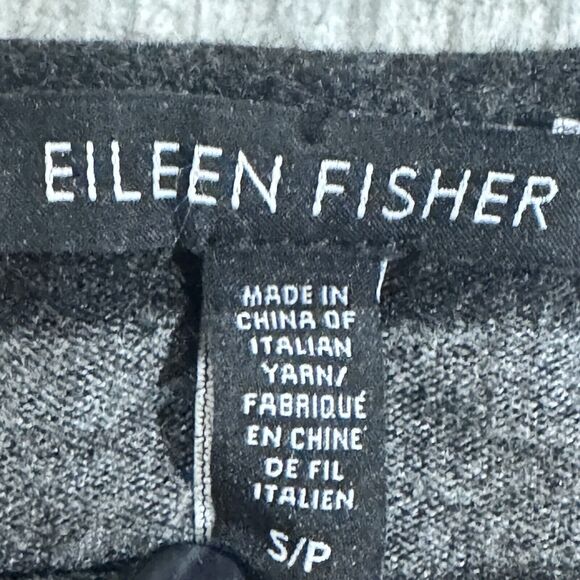 EILEEN FISHER
MADE IN
CHINA OF
ITALIAN
YARN/
FABRIQUÉ
EN CHINE
DE FIL
ITALIEN
S/P